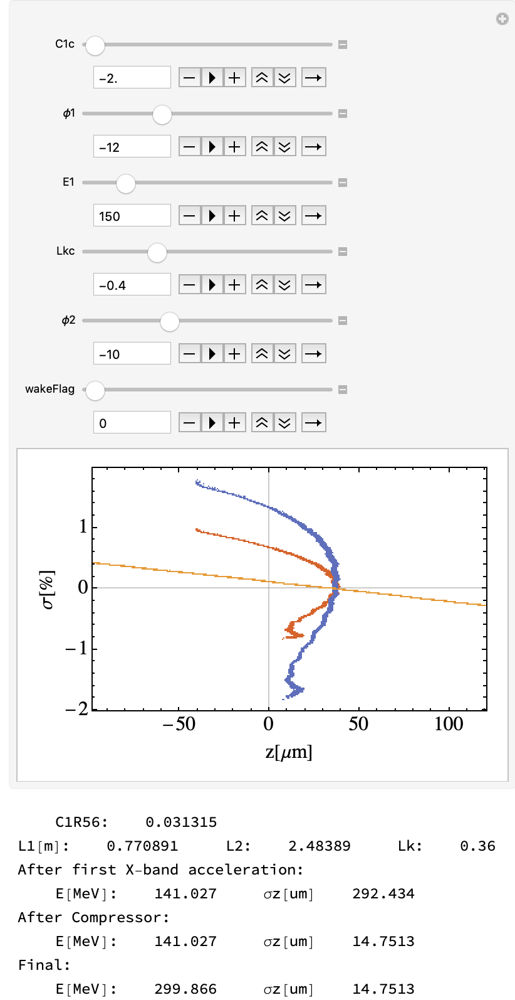 C1c
−2.
ϕ1
−12
E1
150
Lkc
−0.4
ϕ2
−10
wakeFlag
0
1
0
−1
−2
σ[%]
−50 0 50 100
z[μm]
C1R56: 0.031315
L1[m]: 0.770891 L2: 2.48389 Lk: 0.36
After first X−band acceleration:
E[MeV]: 141.027 σz[um] 292.434
After Compressor:
E[MeV]: 141.027 σz[um] 14.7513
Final:
E[MeV]: 299.866 σz[um] 14.7513